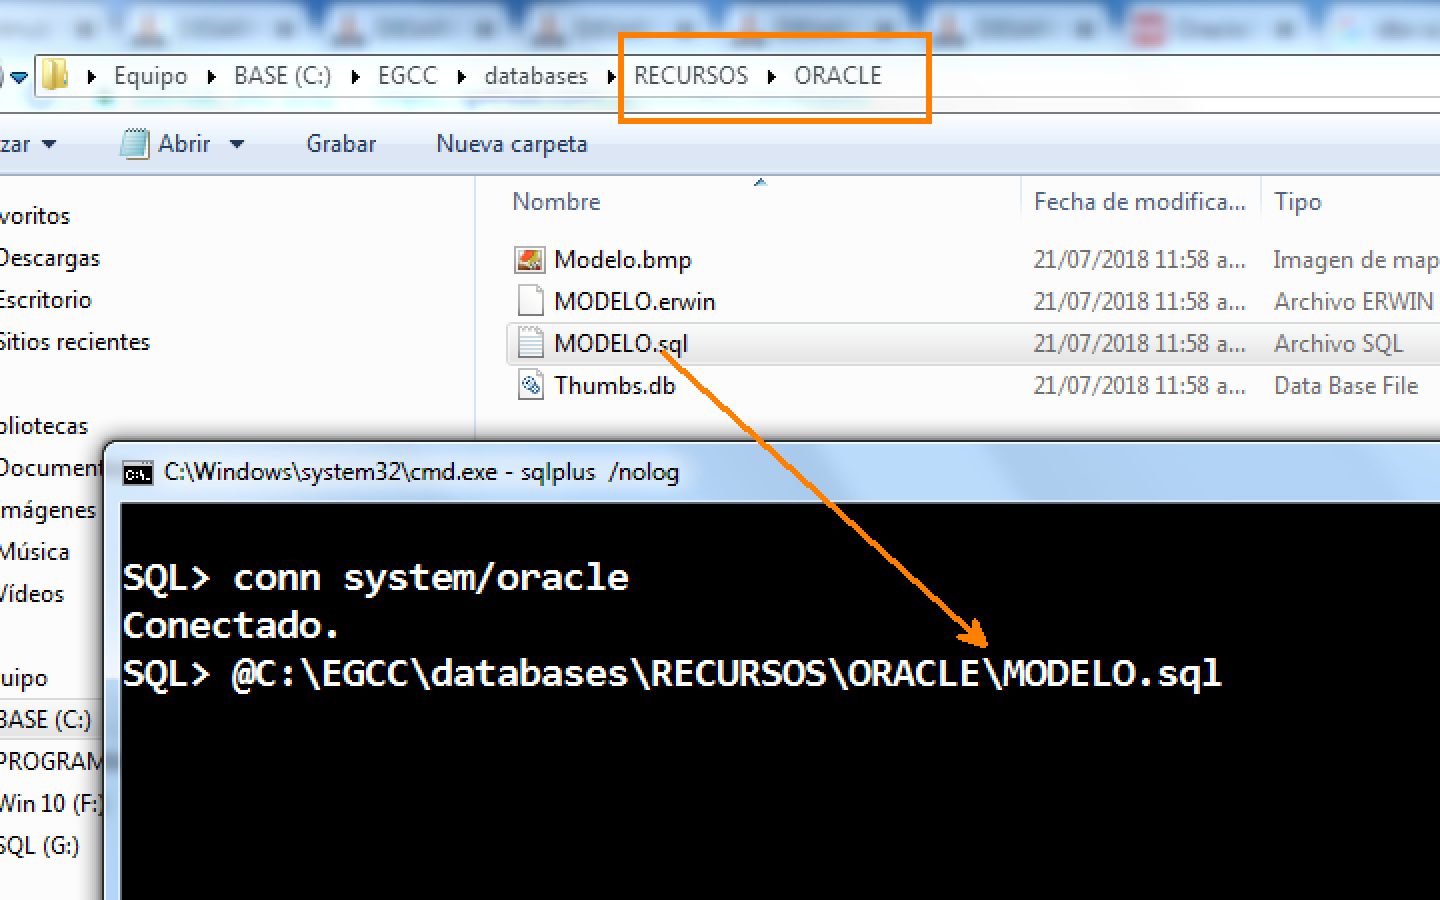 Equipo BASE (C:) EGCC databases RECURSOS ORACLE
zar Abrir Grabar Nueva carpeta
Nombre Fecha de modifica... Tipo
voritos
Descargas
Escritorio
Sitios recientes
Modelo.bmp 21/07/2018 11:58 a... Imagen de map
MODELO.erwin 21/07/2018 11:58 a... Archivo ERWIN
MODELO.sql 21/07/2018 11:58 a... Archivo SQL
Thumbs.db 21/07/2018 11:58 a... Data Base File
bliotecas
Document
mágenes
Música
Vídeos
uipo
BASE (C:)
PROGRAM
Win 10 (F:)
SQL (G:)
C:\Windows\system32\cmd.exe - sqlplus /nolog
SQL> conn system/oracle
Conectado.
SQL> @C:\EGCC\databases\RECURSOS\ORACLE\MODELO.sql